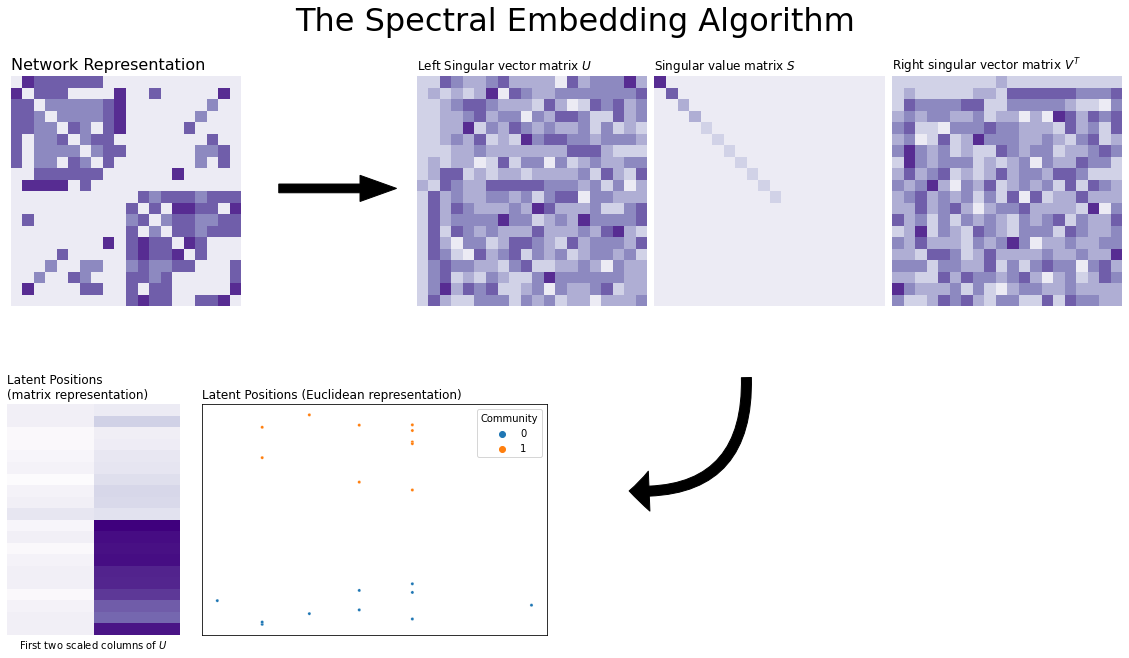 The Spectral Embedding Algorithm
Network Representation
Left Singular vector matrix U
Singular value matrix S
Right singular vector matrix V^T
Latent Positions
(matrix representation)
Latent Positions (Euclidean representation)
Community
0
1
First two scaled columns of U